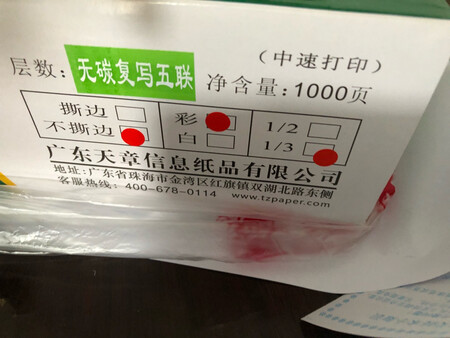 (中速打印)
层数: 无碳复写五联 净含量: 1000页
撕边 彩 1/2
不撕边 白 1/3
广东天章信息纸品有限公司
地址: 广东省珠海市金湾区红旗镇双湖北路东侧
客服热线: 400-678-0114 www.tzpaper.com